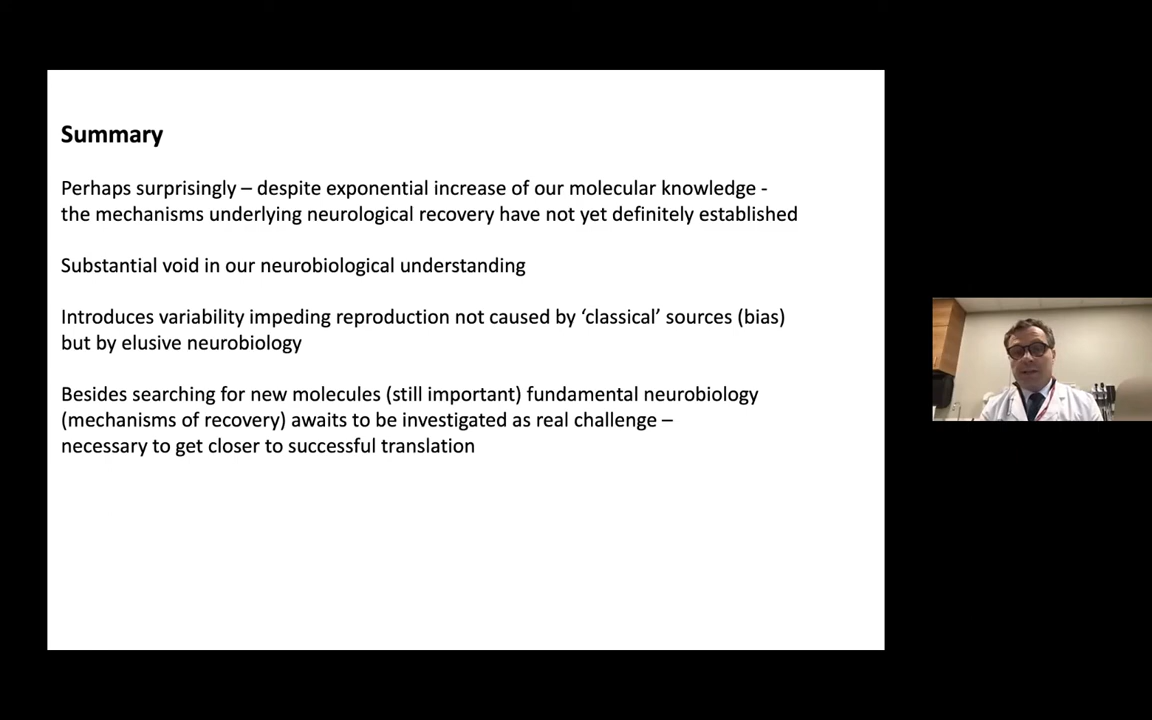 Summary
Perhaps surprisingly – despite exponential increase of our molecular knowledge -
the mechanisms underlying neurological recovery have not yet definitely established
Substantial void in our neurobiological understanding
Introduces variability impeding reproduction not caused by ‘classical’ sources (bias)
but by elusive neurobiology
Besides searching for new molecules (still important) fundamental neurobiology
(mechanisms of recovery) awaits to be investigated as real challenge –
necessary to get closer to successful translation